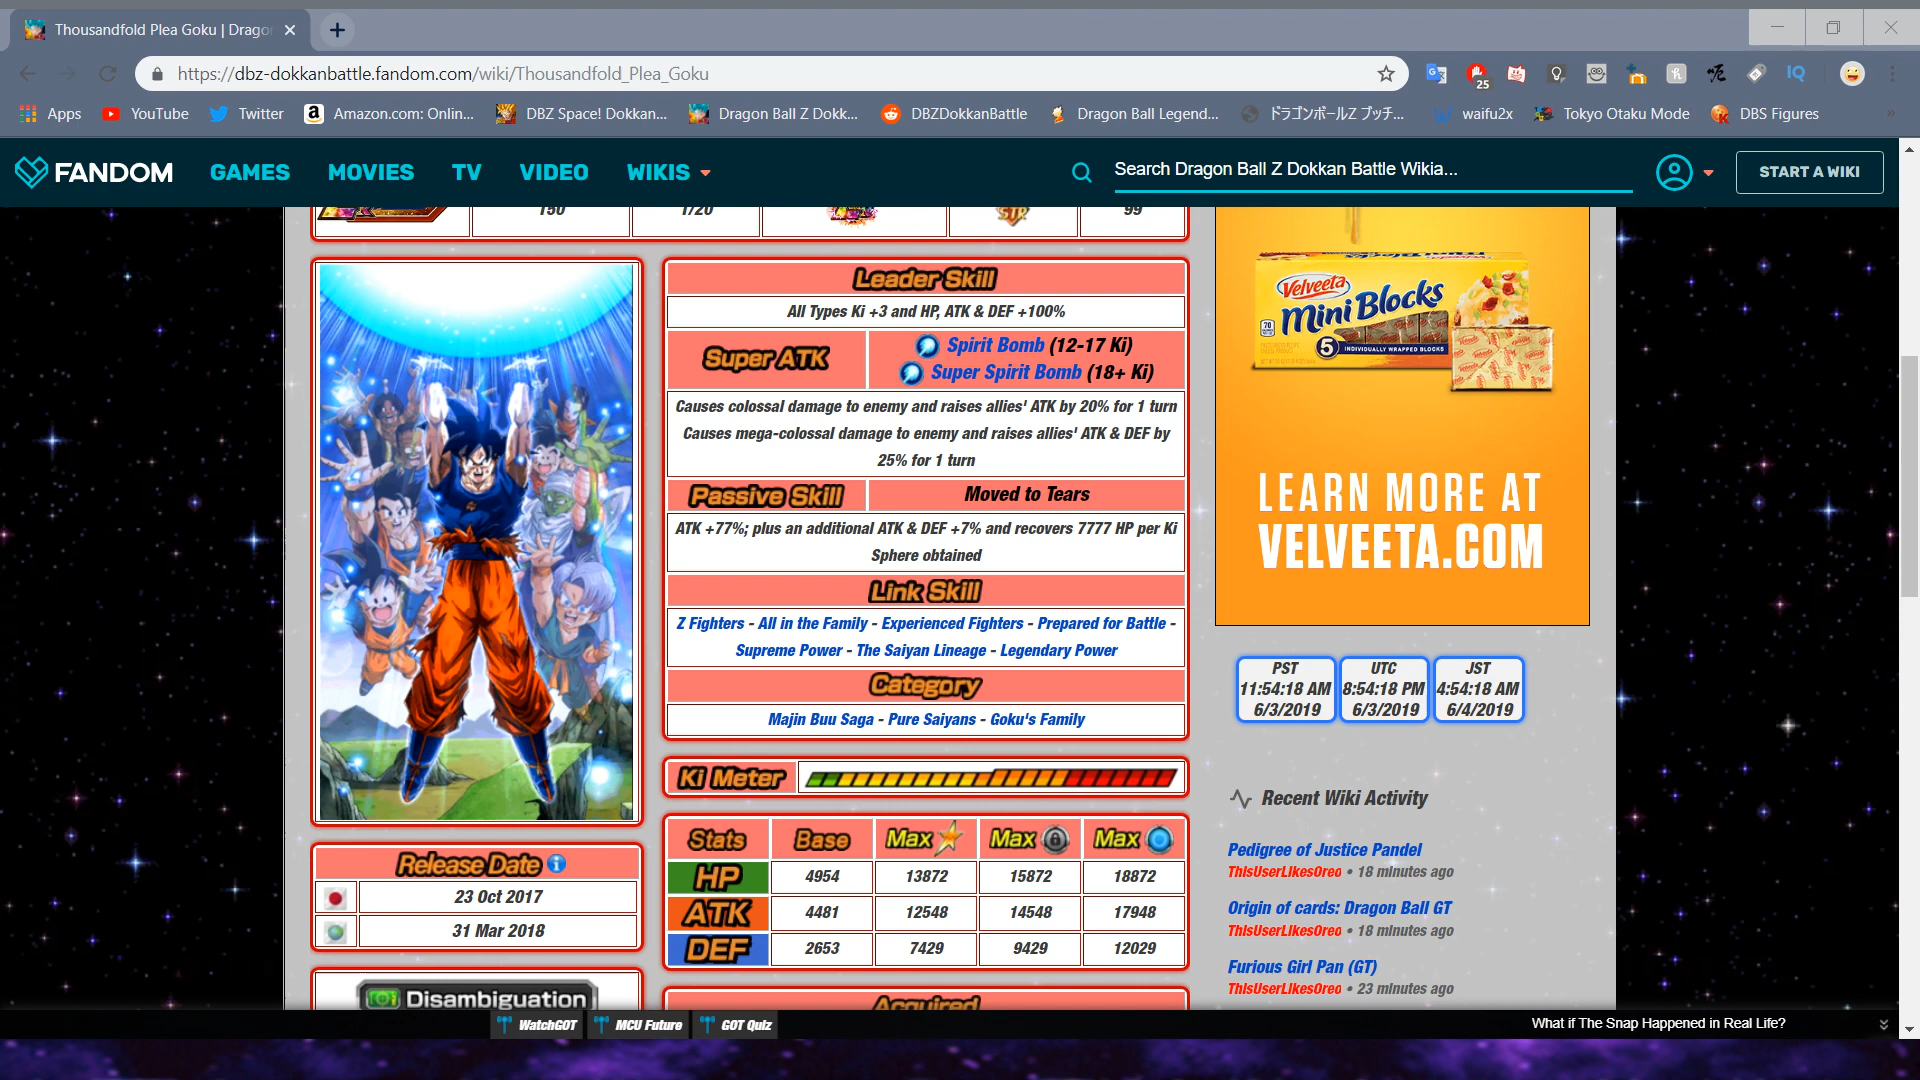 Thousandfold Plea Goku | Drago
https://dbz-dokkanbattle.fandom.com/wiki/Thousandfold_Plea_Goku
25
IQ
Apps
YouTube
Twitter
Amazon.com: Onlin...
DBZ Space! Dokkan...
Dragon Ball Z Dokk...
DBZDokkanBattle
Dragon Ball Legend...
ドラゴンボールZ ブッチ...
waifu2x
Tokyo Otaku Mode
DBS Figures
FANDOM
GAMES
MOVIES
TV
VIDEO
WIKIS
Search Dragon Ball Z Dokkan Battle Wikia...
START A WIKI
150
1/20
99
Leader Skill
All Types Ki +3 and HP, ATK & DEF +100%
Super ATK
Spirit Bomb (12-17 Ki)
Super Spirit Bomb (18+ Ki)
Causes colossal damage to enemy and raises allies' ATK by 20% for 1 turn
Causes mega-colossal damage to enemy and raises allies' ATK & DEF by
25% for 1 turn
Passive Skill
Moved to Tears
ATK +77%; plus an additional ATK & DEF +7% and recovers 7777 HP per Ki
Sphere obtained
Link Skill
Z Fighters - All in the Family - Experienced Fighters - Prepared for Battle -
Supreme Power - The Saiyan Lineage - Legendary Power
Category
Majin Buu Saga - Pure Saiyans - Goku's Family
Ki Meter
Stats Base Max Max Max
HP 4954 13872 15872 18872
ATK 4481 12548 14548 17948
DEF 2653 7429 9429 12029
Acquired
Release Date
23 Oct 2017
31 Mar 2018
Disambiguation
Velveeta
Mini Blocks
5 INDIVIDUALLY WRAPPED BLOCKS
LEARN MORE AT
VELVEETA.COM
PST
11:54:18 AM
6/3/2019
UTC
8:54:18 PM
6/3/2019
JST
4:54:18 AM
6/4/2019
Recent Wiki Activity
Pedigree of Justice Pandel
ThisUserLikesOreo • 18 minutes ago
Origin of cards: Dragon Ball GT
ThisUserLikesOreo • 18 minutes ago
Furious Girl Pan (GT)
ThisUserLikesOreo • 23 minutes ago
WatchGOT
MCU Future
GOT Quiz
What if The Snap Happened in Real Life?